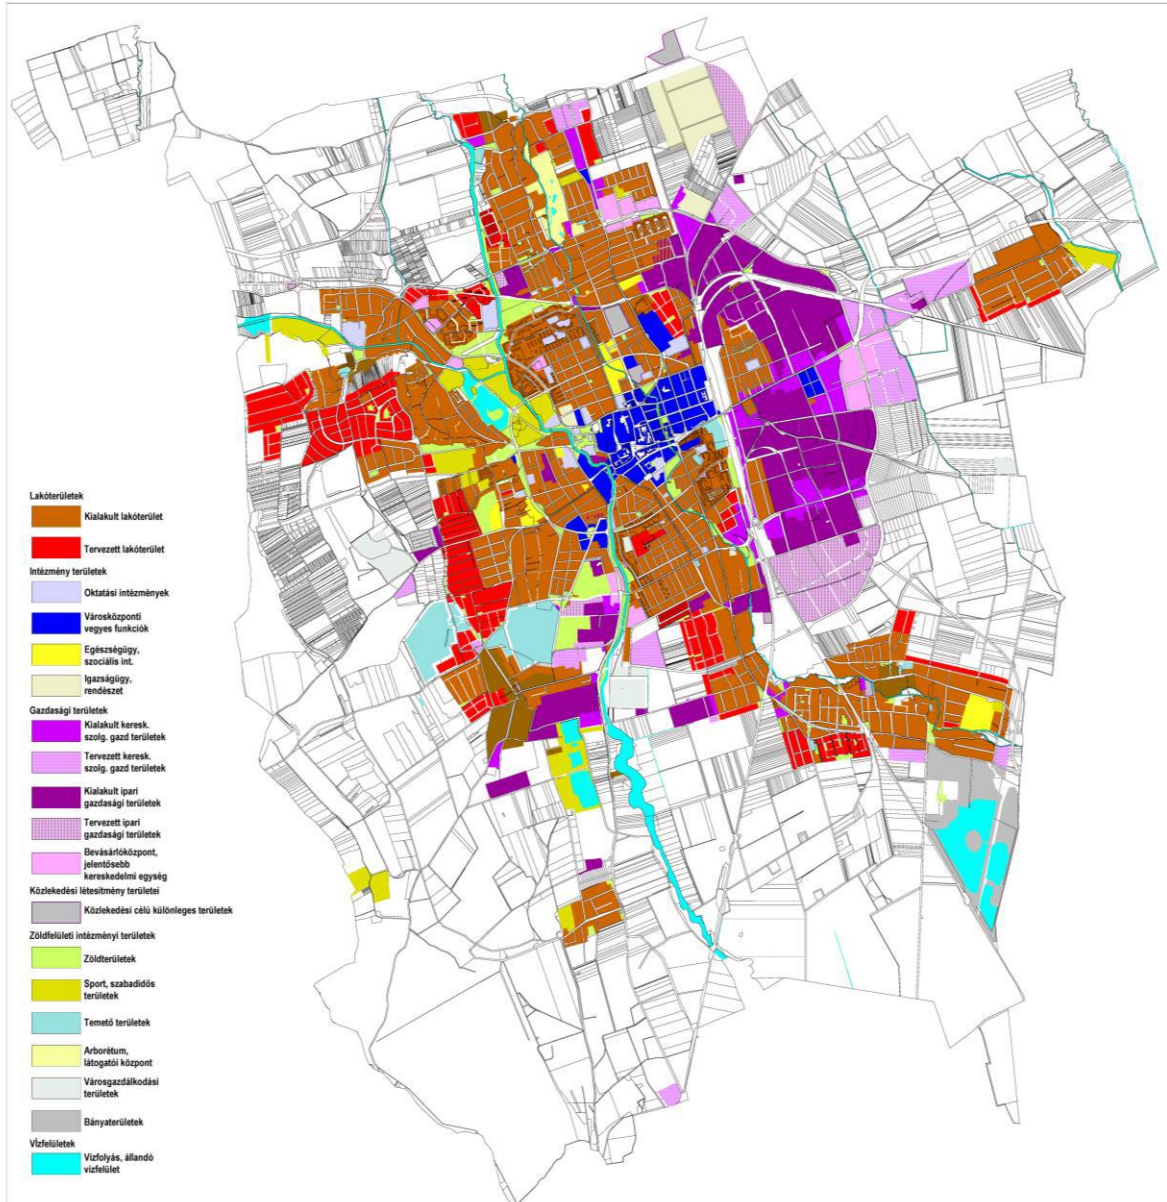 Lakóterületek
Kialakult lakóterület
Tervezett lakóterület
Intézmény területek
Oktatási intézmények
Városközponti
vegyes funkciók
Egészségügy,
szociális int.
Igazságügy,
rendészet
Gazdasági területek
Kialakult keresk.
szolg. gazd területek
Tervezett keresk.
szolg. gazd területek
Kialakult ipari
gazdasági területek
Tervezett ipari
gazdasági területek
Bevásárlóközpont,
jelentősebb
kereskedelmi egység
Közlekedési létesítmény területei
Közlekedési célú különleges területek
Zöldfelületi intézményi területek
Zöldterületek
Sport, szabadidős
területek
Temető területek
Arborétum,
látogatói központ
Városgazdálkodási
területek
Bányaterületek
Vízfelületek
Vízfolyás, állandó
vízfelület